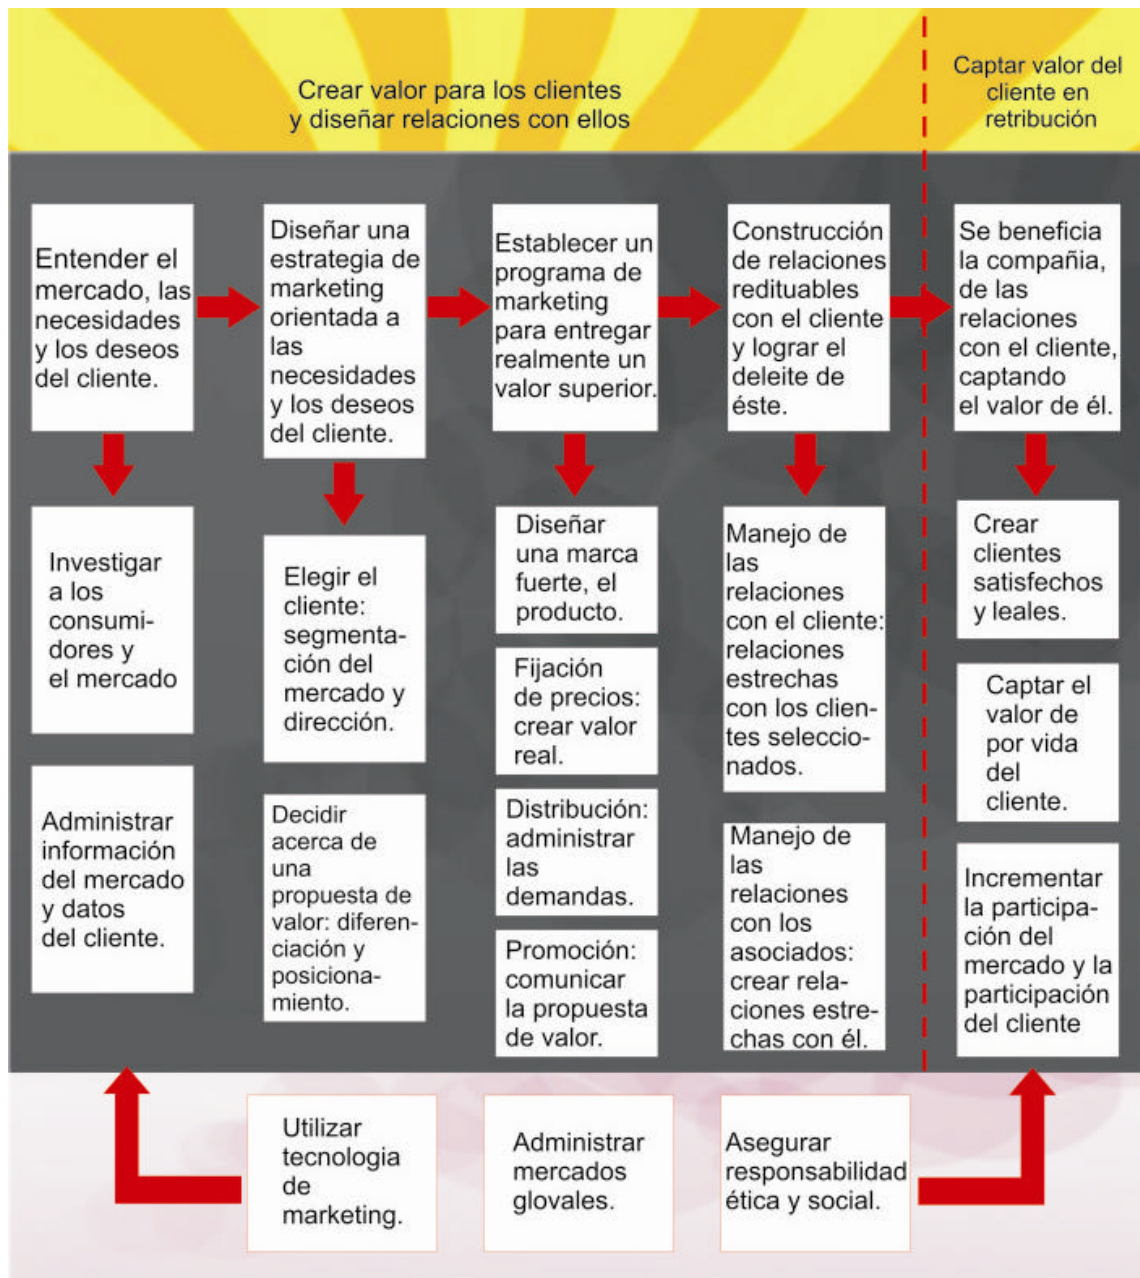 Crear valor para los clientes
y diseñar relaciones con ellos
Captar valor del
cliente en
retribución
Entender el
mercado, las
necesidades
y los deseos
del cliente.
Diseñar una
estrategia de
marketing
orientada a
las
necesidades
y los deseos
del cliente.
Establecer un
programa de
marketing
para entregar
realmente un
valor superior.
Construcción
de relaciones
redituables
con el cliente
y lograr el
deleite de
éste.
Se beneficia
la compañia,
de las
relaciones
con el cliente,
captando
el valor de él.
Investigar
a los
consumi-
dores y
el mercado
Administrar
información
del mercado
y datos
del cliente.
Elegir el
cliente:
segmenta-
ación del
mercado y
dirección.
Decidir
acerca de
una
propuesta de
valor: diferen-
ciación y
posiciona-
miento.
Diseñar
una marca
fuerte, el
producto.
Fijación
de precios:
crear valor
real.
Distribución:
administrar
las
demandas.
Promoción:
comunicar
la propuesta
de valor.
Manejo de
las
relaciones
con el cliente:
relaciones
estrechas
con los clien-
tes seleccio-
nados.
Manejo de
las
relaciones
con los
asociados:
crear rela-
ciones estre-
chas con él.
Crear
clientes
satisfechos
y leales.
Captar el
valor de
por vida
del
cliente.
Incrementar
la participa-
ación del
mercado y la
participación
del cliente
Utilizar
tecnologia
de
marketing.
Administrar
mercados
glovales.
Asegurar
responsabilidad
ética y social.